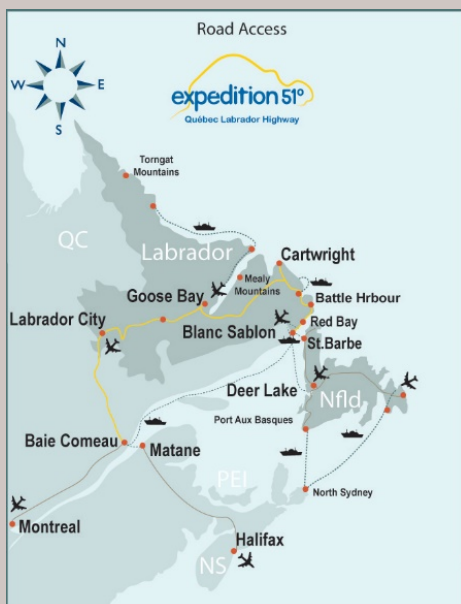 Road Access
N
W
E
S
expedition 51º
Québec Labrador Highway
Torngat
Mountains
QC
Labrador
Cartwright
Mealy
Mountains
Goose Bay
Battle Hrbour
Labrador City
Blanc Sablon
Red Bay
St.Barbe
Deer Lake
Nfld
Port Aux Basques
Baie Comeau
Matane
PEI
North Sydney
Montreal
Halifax
NS